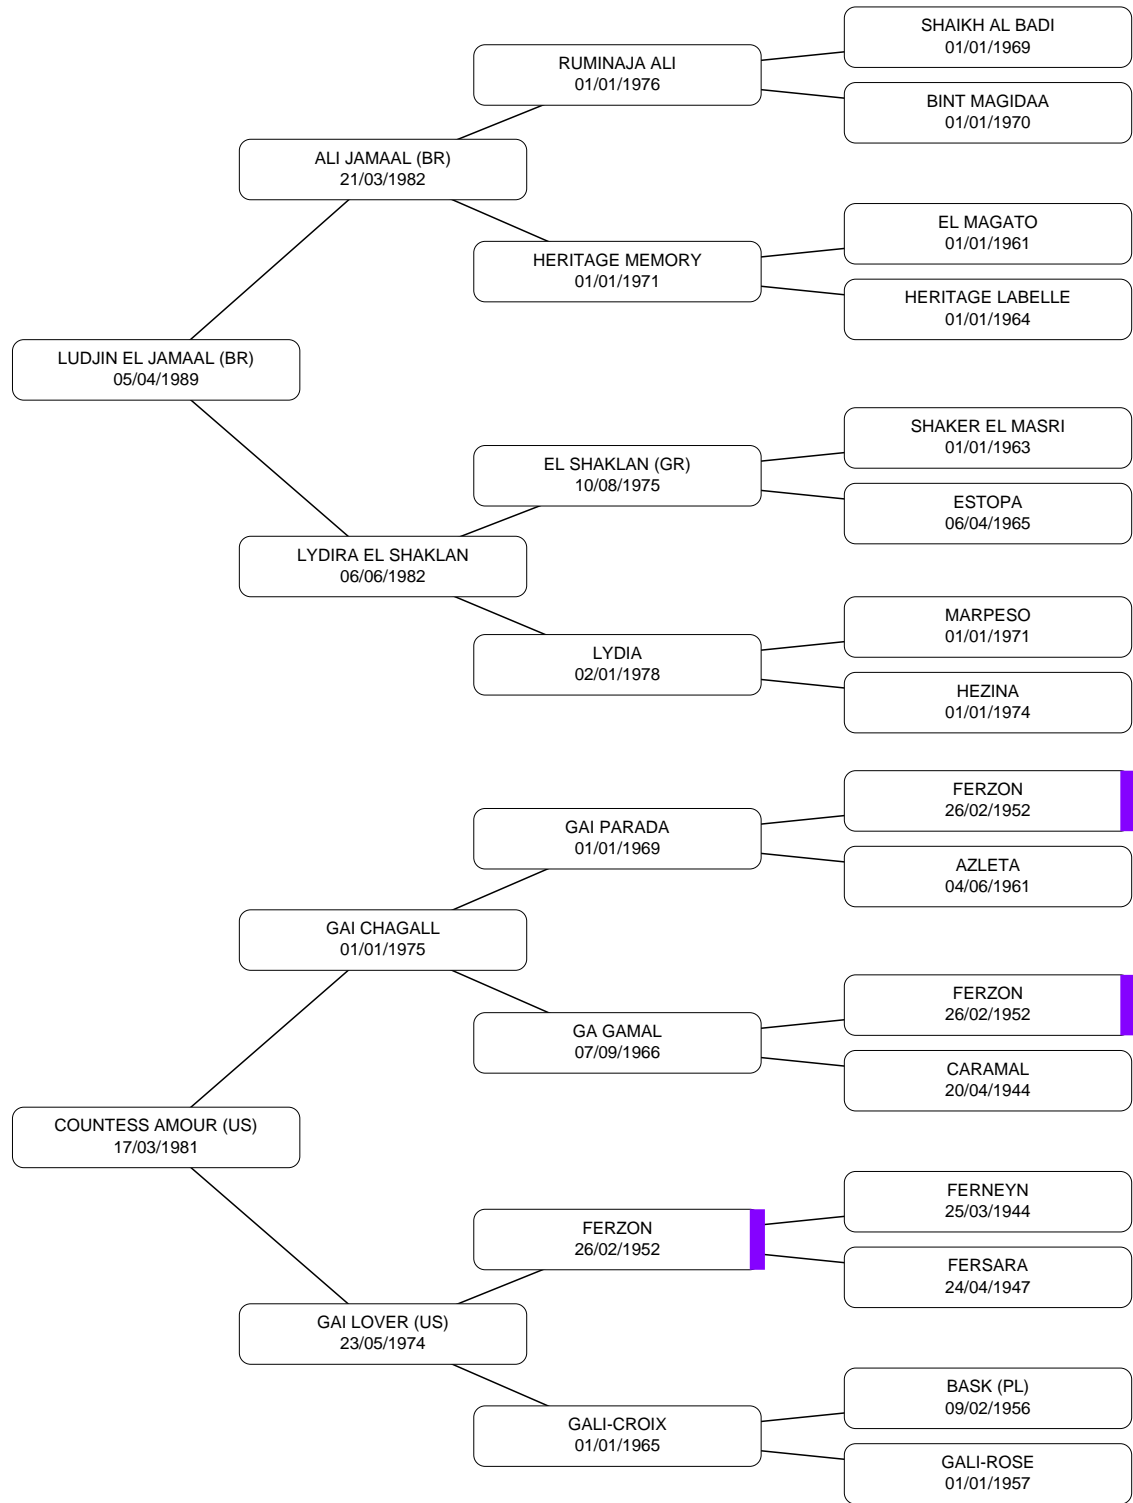 SHAIKH AL BADI
01/01/1969
RUMINAJA ALI
01/01/1976
BINT MAGIDAA
01/01/1970
ALI JAMAAL (BR)
21/03/1982
EL MAGATO
01/01/1961
HERITAGE MEMORY
01/01/1971
HERITAGE LABELLE
01/01/1964
LUDJIN EL JAMAAL (BR)
05/04/1989
SHAKER EL MASRI
01/01/1963
EL SHAKLAN (GR)
10/08/1975
ESTOPA
06/04/1965
LYDIRA EL SHAKLAN
06/06/1982
MARPESO
01/01/1971
LYDIA
02/01/1978
HEZINA
01/01/1974
FERZON
26/02/1952
GAI PARADA
01/01/1969
AZLETA
04/06/1961
GAI CHAGALL
01/01/1975
FERZON
26/02/1952
GA GAMAL
07/09/1966
CARAMAL
20/04/1944
COUNTESS AMOUR (US)
17/03/1981
FERNEYN
25/03/1944
FERZON
26/02/1952
FERSARA
24/04/1947
GAI LOVER (US)
23/05/1974
BASK (PL)
09/02/1956
GALI-CROIX
01/01/1965
GALI-ROSE
01/01/1957